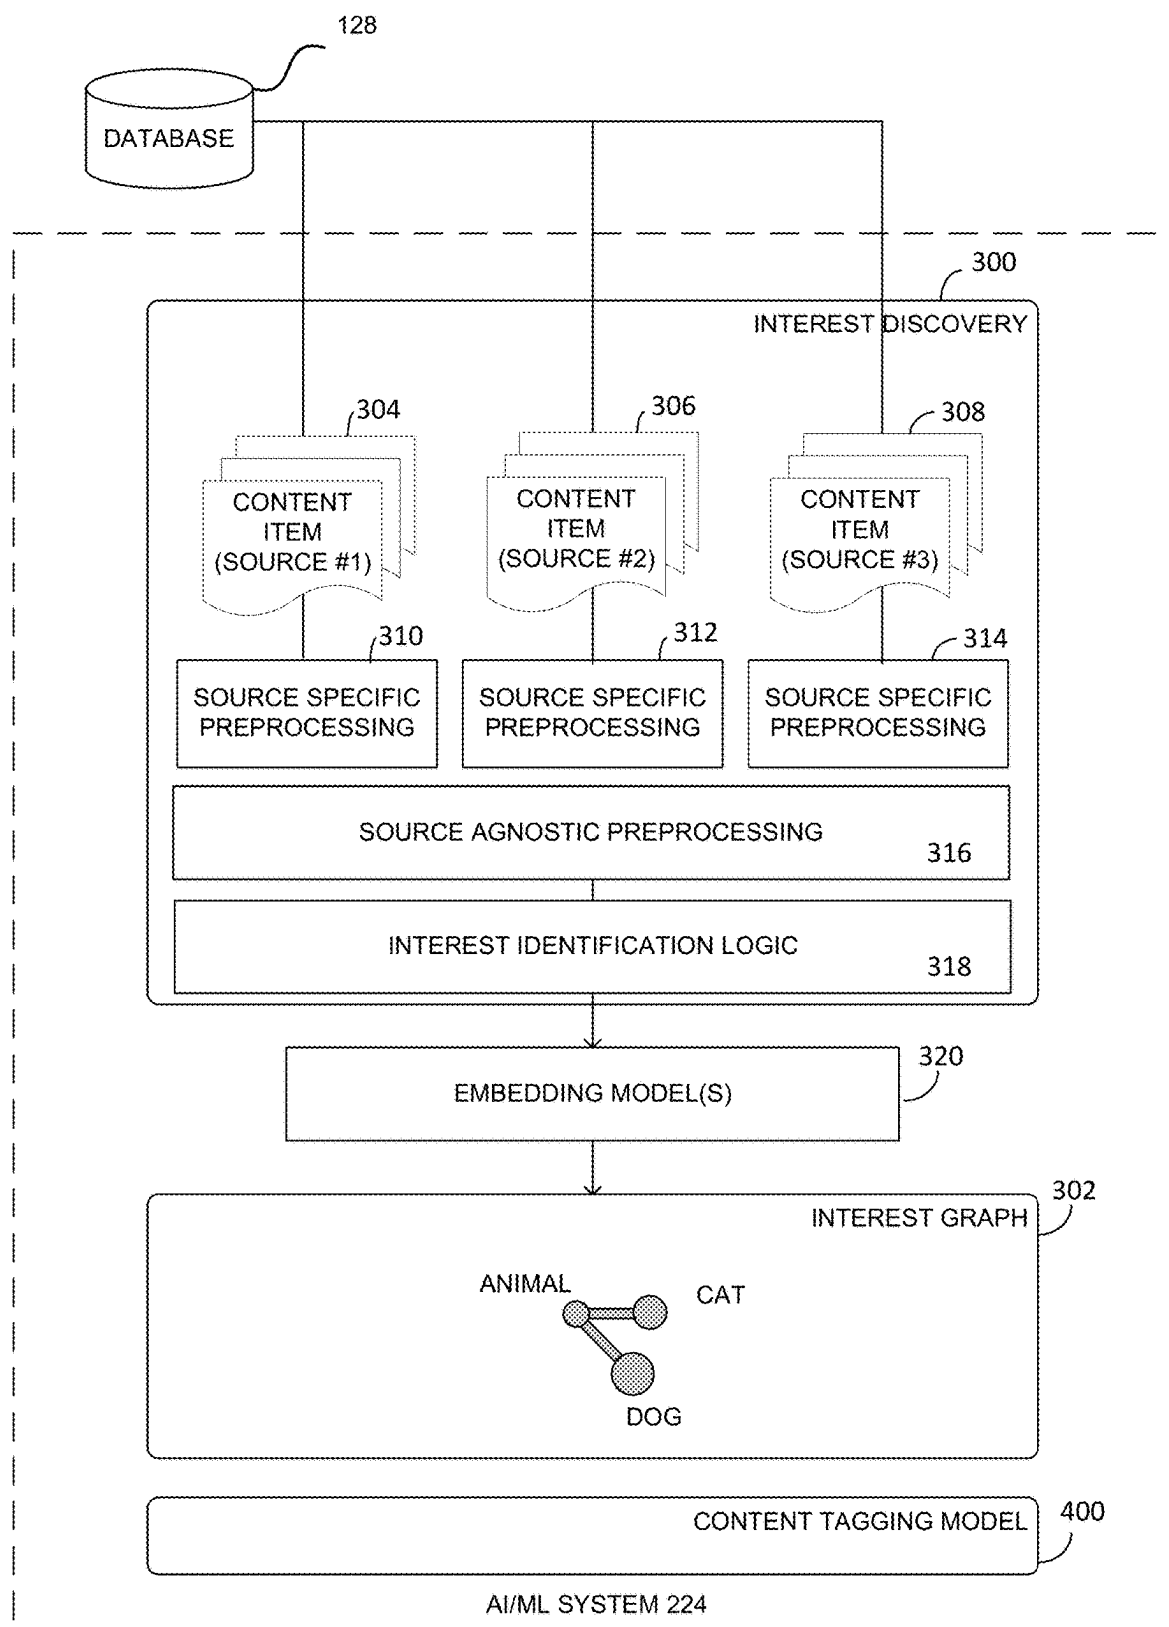 128
DATABASE
300
INTEREST DISCOVERY
304
306
308
CONTENT
ITEM
(SOURCE #1)
CONTENT
ITEM
(SOURCE #2)
CONTENT
ITEM
(SOURCE #3)
310
312
314
SOURCE SPECIFIC
PREPROCESSING
SOURCE SPECIFIC
PREPROCESSING
SOURCE SPECIFIC
PREPROCESSING
SOURCE AGNOSTIC PREPROCESSING
316
INTEREST IDENTIFICATION LOGIC
318
320
EMBEDDING MODEL(S)
302
INTEREST GRAPH
ANIMAL
CAT
DOG
400
CONTENT TAGGING MODEL
AI/ML SYSTEM 224